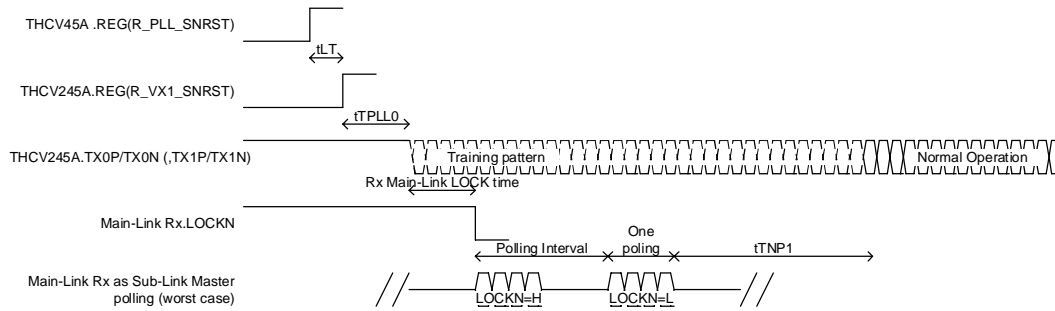 THCV45A .REG(R_PLL_SNRST)
tLT
THCV245A.REG(R_VX1_SNRST)
tTPLL0
THCV245A.TX0P/TX0N (,TX1P/TX1N)
Training pattern
Normal Operation
Rx Main-Link LOCK time
Main-Link Rx.LOCKN
Polling Interval
One
poling
tTNP1
Main-Link Rx as Sub-Link Master
polling (worst case)
LOCKN=H
LOCKN=L